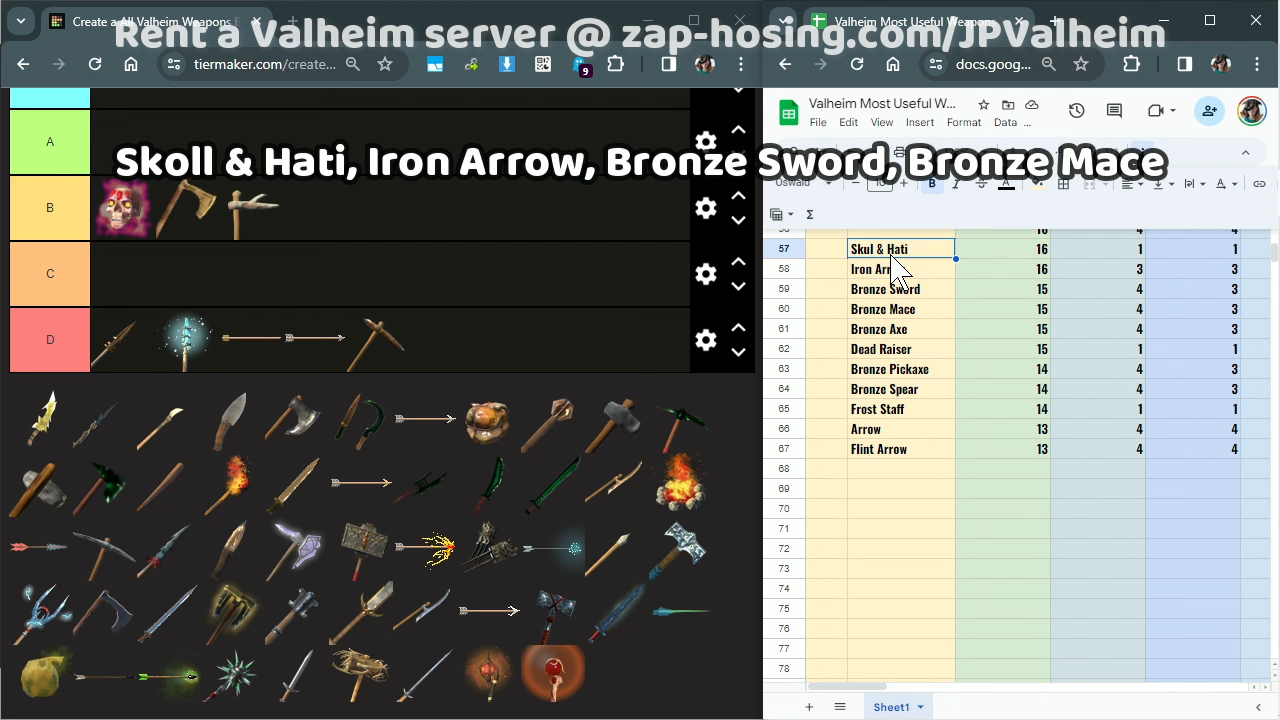 Create a All Valheim Weapons
Valheim Most Useful Weapons
Rent a Valheim server @ zap-hosing.com/JPValheim
tiermaker.com/create...
9
docs.goog...
Valheim Most Useful W...
File Edit View Insert Format Data ...
A
Skoll & Hati, Iron Arrow, Bronze Sword, Bronze Mace
Oswald
10
B
C
D
16 4 4
57 Skul & Hati 16 1 1
58 Iron Arr 16 3 3
59 Bronze Sword 15 4 3
60 Bronze Mace 15 4 3
61 Bronze Axe 15 4 3
62 Dead Raiser 15 1 1
63 Bronze Pickaxe 14 4 3
64 Bronze Spear 14 4 3
65 Frost Staff 14 1 1
66 Arrow 13 4 4
67 Flint Arrow 13 4 4
68
69
70
71
72
73
74
75
76
77
78
Sheet1